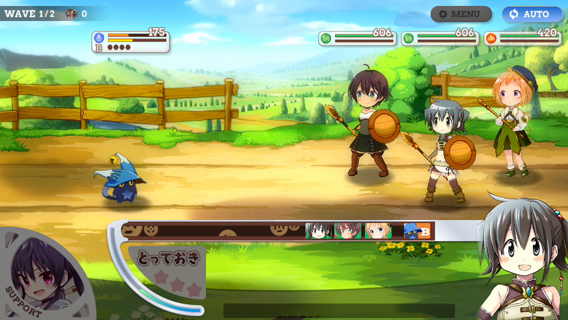 WAVE 1/2 0
MENU
AUTO
175
B
606
606
420
B
とっておき
SUPPORT